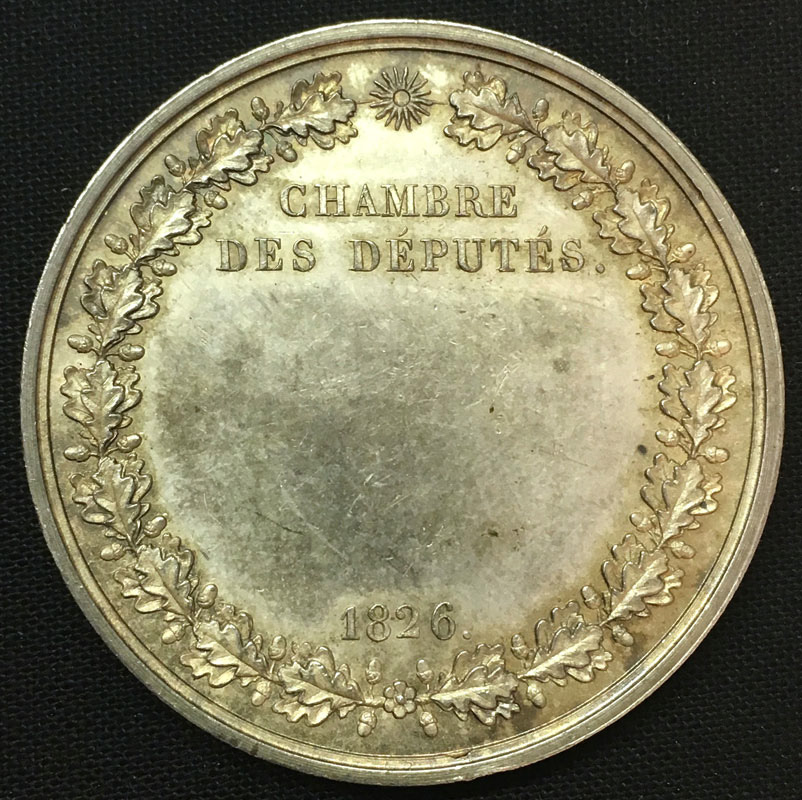 CHAMBRE
DES DÉPUTÉS.
1826.